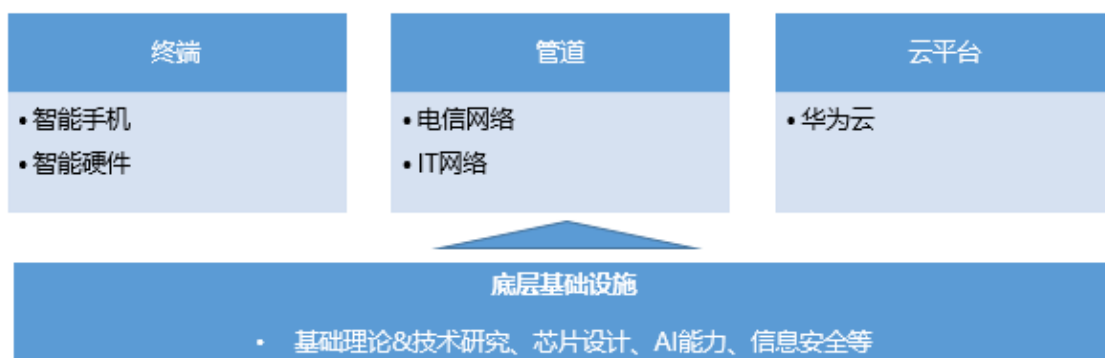 终端
• 智能手机
• 智能硬件
管道
• 电信网络
• IT网络
云平台
• 华为云
底层基础设施
• 基础理论&技术研究、芯片设计、AI能力、信息安全等